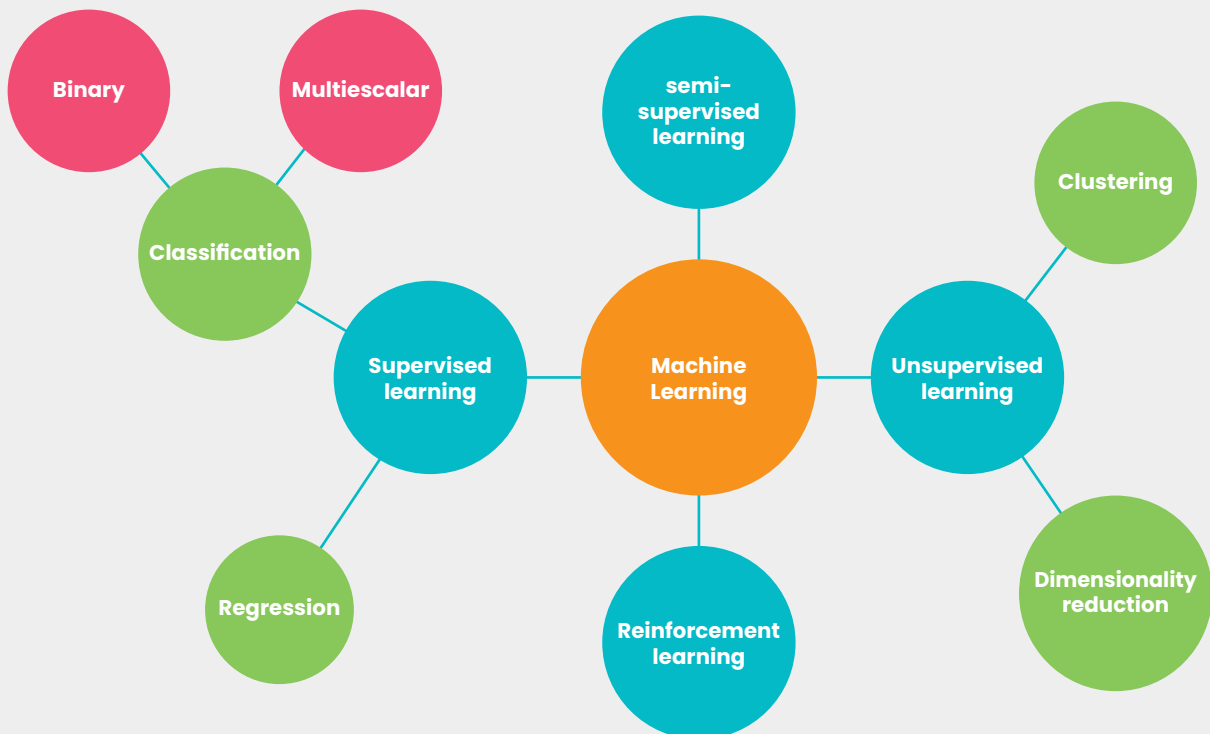 Binary
Multiescalar
semi-
supervised
learning
Clustering
Classification
Supervised
learning
Machine
Learning
Unsupervised
learning
Regression
Reinforcement
learning
Dimensionality
reduction